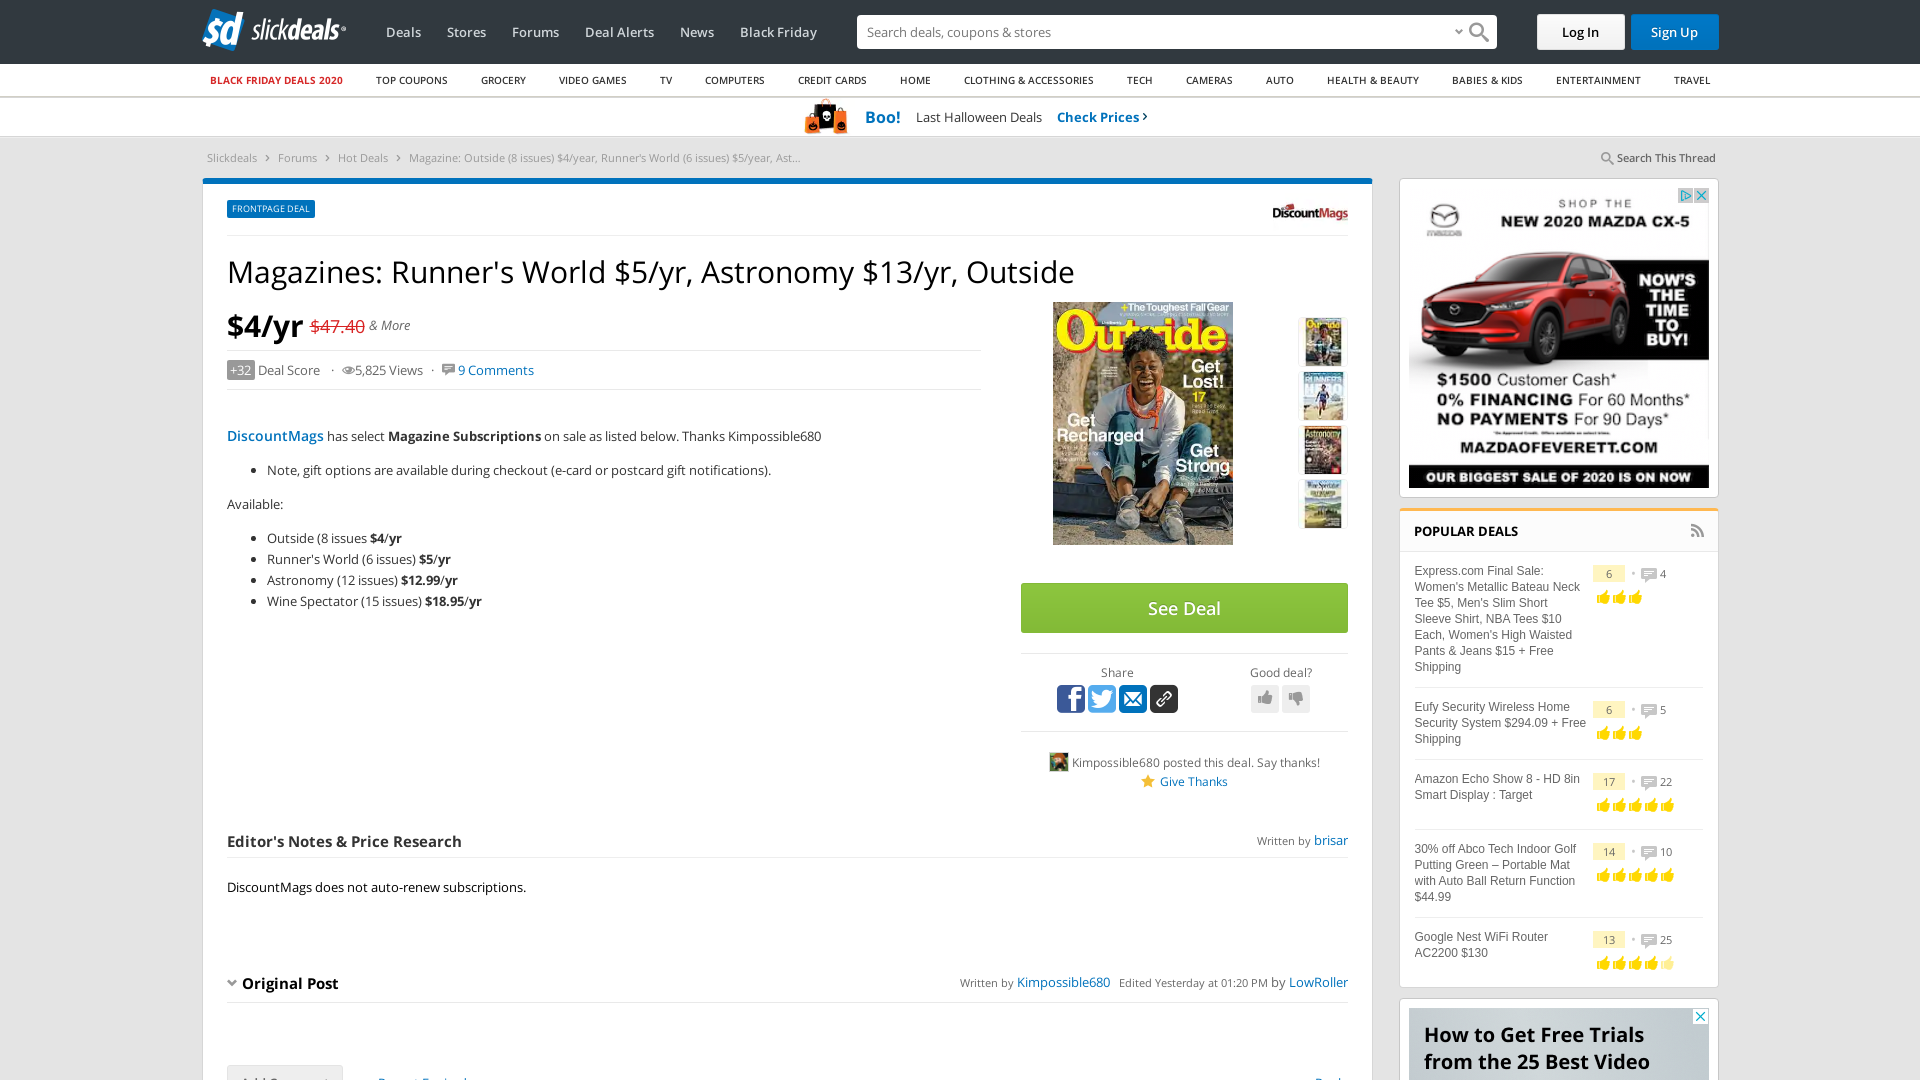 slickdeals
Deals
Stores
Forums
Deal Alerts
News
Black Friday
Search deals, coupons & stores
Log In
Sign Up
BLACK FRIDAY DEALS 2020
TOP COUPONS
GROCERY
VIDEO GAMES
TV
COMPUTERS
CREDIT CARDS
HOME
CLOTHING & ACCESSORIES
TECH
CAMERAS
AUTO
HEALTH & BEAUTY
BABIES & KIDS
ENTERTAINMENT
TRAVEL
Boo! Last Halloween Deals Check Prices
Slickdeals
Forums
Hot Deals
Magazine: Outside (8 issues) $4/year, Runner's World (6 issues) $5/year, Ast...
Search This Thread
FRONTPAGE DEAL
DiscountMags
Magazines: Runner's World $5/yr, Astronomy $13/yr, Outside
$4/yr $47.40 & More
+32 Deal Score · 5,825 Views · 9 Comments
DiscountMags has select Magazine Subscriptions on sale as listed below. Thanks Kimpossible680
Note, gift options are available during checkout (e-card or postcard gift notifications).
Available:
Outside (8 issues $4/yr
Runner's World (6 issues) $5/yr
Astronomy (12 issues) $12.99/yr
Wine Spectator (15 issues) $18.95/yr
+The Toughest Fall Gear
Outside
Get
Lost!
17
Get
Recharged
Get
Strong
See Deal
Share
Good deal?
Kimpossible680 posted this deal. Say thanks!
Give Thanks
Editor's Notes & Price Research
Written by brisar
DiscountMags does not auto-renew subscriptions.
Original Post
Written by Kimpossible680 Edited Yesterday at 01:20 PM by LowRoller
SHOP THE
NEW 2020 MAZDA CX-5
mazda
NOW'S
THE
TIME
TO
BUY!
$1500 Customer Cash*
0% FINANCING For 60 Months*
NO PAYMENTS For 90 Days*
MAZDAOFEVERETT.COM
OUR BIGGEST SALE OF 2020 IS ON NOW
POPULAR DEALS
Express.com Final Sale:
Women's Metallic Bateau Neck
Tee $5, Men's Slim Short
Sleeve Shirt, NBA Tees $10
Each, Women's High Waisted
Pants & Jeans $15 + Free
Shipping
6 • 4
Eufy Security Wireless Home
Security System $294.09 + Free
Shipping
6 • 5
Amazon Echo Show 8 - HD 8in
Smart Display : Target
17 • 22
30% off Abco Tech Indoor Golf
Putting Green – Portable Mat
with Auto Ball Return Function
$44.99
14 • 10
Google Nest WiFi Router
AC2200 $130
13 • 25
How to Get Free Trials
from the 25 Best Video